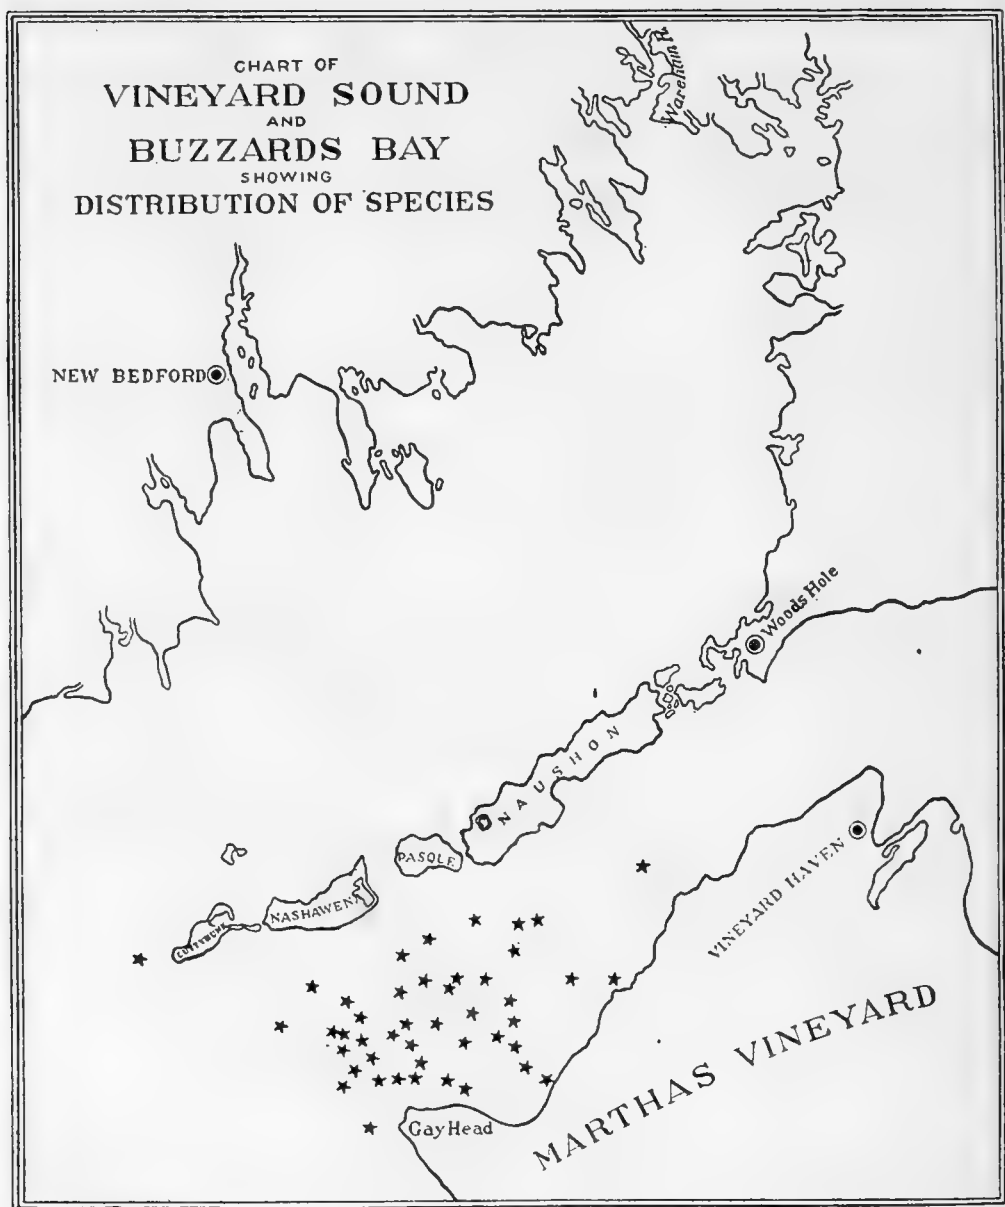 CHART OF
VINEYARD SOUND
AND
BUZZARDS BAY
SHOWING
DISTRIBUTION OF SPECIES
Wareham R.
NEW BEDFORD
Woods Hole
NAUSHON
PASQUE
VINEYARD HAVEN
NASHAWENA
CUTTYHUNK
MARTHAS VINEYARD
Gay Head